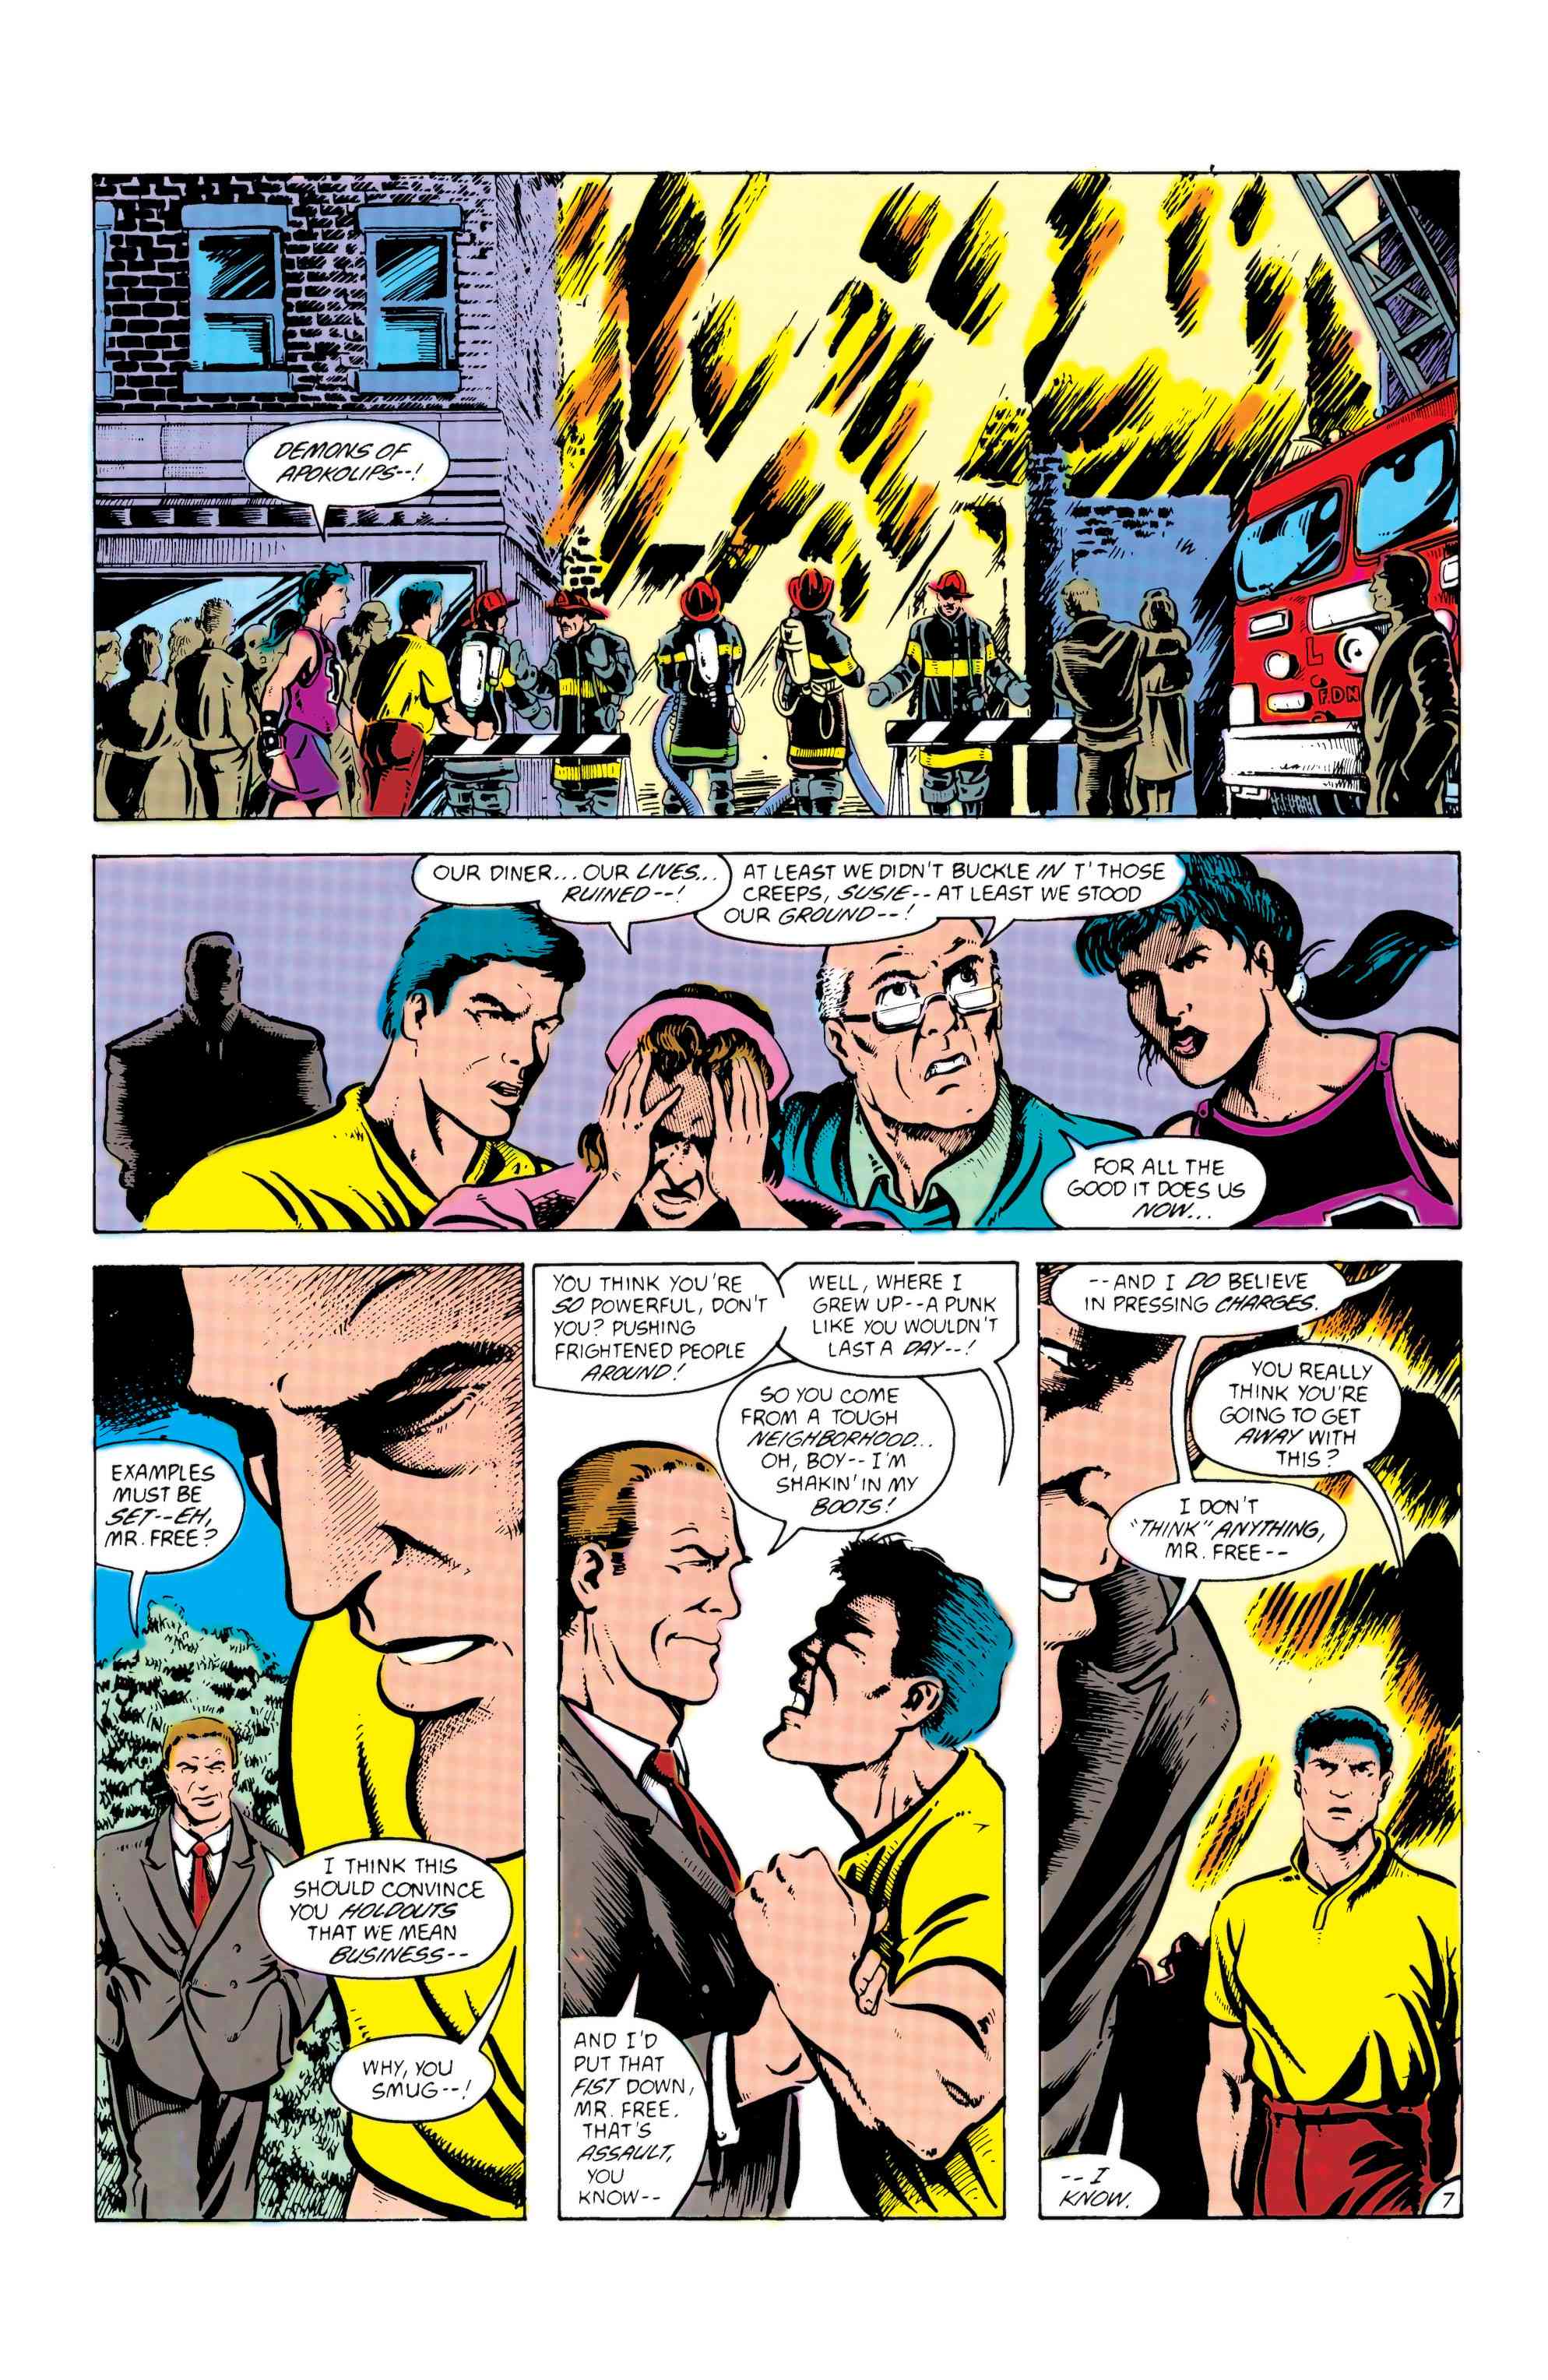 DEMONS OF
APOKOLIPS--!
L
F.D.N
OUR DINER... OUR LIVES...
RUINED--!
AT LEAST WE DIDN'T BUCKLE IN T' THOSE
CREEPS, SUSIE-- AT LEAST WE STOOD
OUR GROUND--!
FOR ALL THE
GOOD IT DOES US
NOW...
EXAMPLES
MUST BE
SET--EH,
MR. FREE?
I THINK THIS
SHOULD CONVINCE
YOU HOLDOUTS
THAT WE MEAN
BUSINESS--
WHY, YOU
SMUG--!
YOU THINK YOU'RE
SO POWERFUL, DON'T
YOU? PUSHING
FRIGHTENED PEOPLE
AROUND!
WELL, WHERE I
GREW UP--A PUNK
LIKE YOU WOULDN'T
LAST A DAY--!
SO YOU COME
FROM A TOUGH
NEIGHBORHOOD...
OH, BOY-- I'M
SHAKIN' IN MY
BOOTS!
AND I'D
PUT THAT
FIST DOWN,
MR. FREE.
THAT'S
ASSAULT,
YOU
KNOW--
--AND I DO BELIEVE
IN PRESSING CHARGES.
YOU REALLY
THINK YOU'RE
GOING TO GET
AWAY WITH
THIS?
I DON'T
"THINK" ANYTHING,
MR. FREE--
--I
KNOW.
7